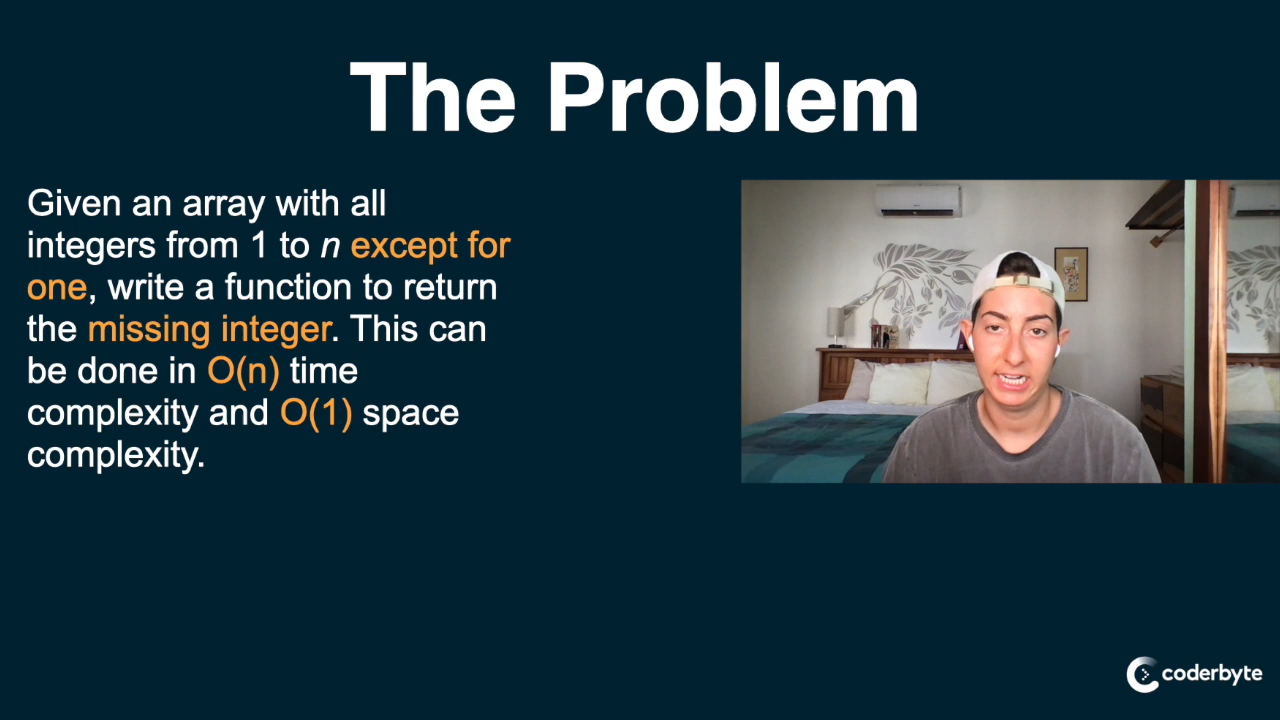 The Problem
Given an array with all
integers from 1 to n except for
one, write a function to return
the missing integer. This can
be done in O(n) time
complexity and O(1) space
complexity.
coderbyte